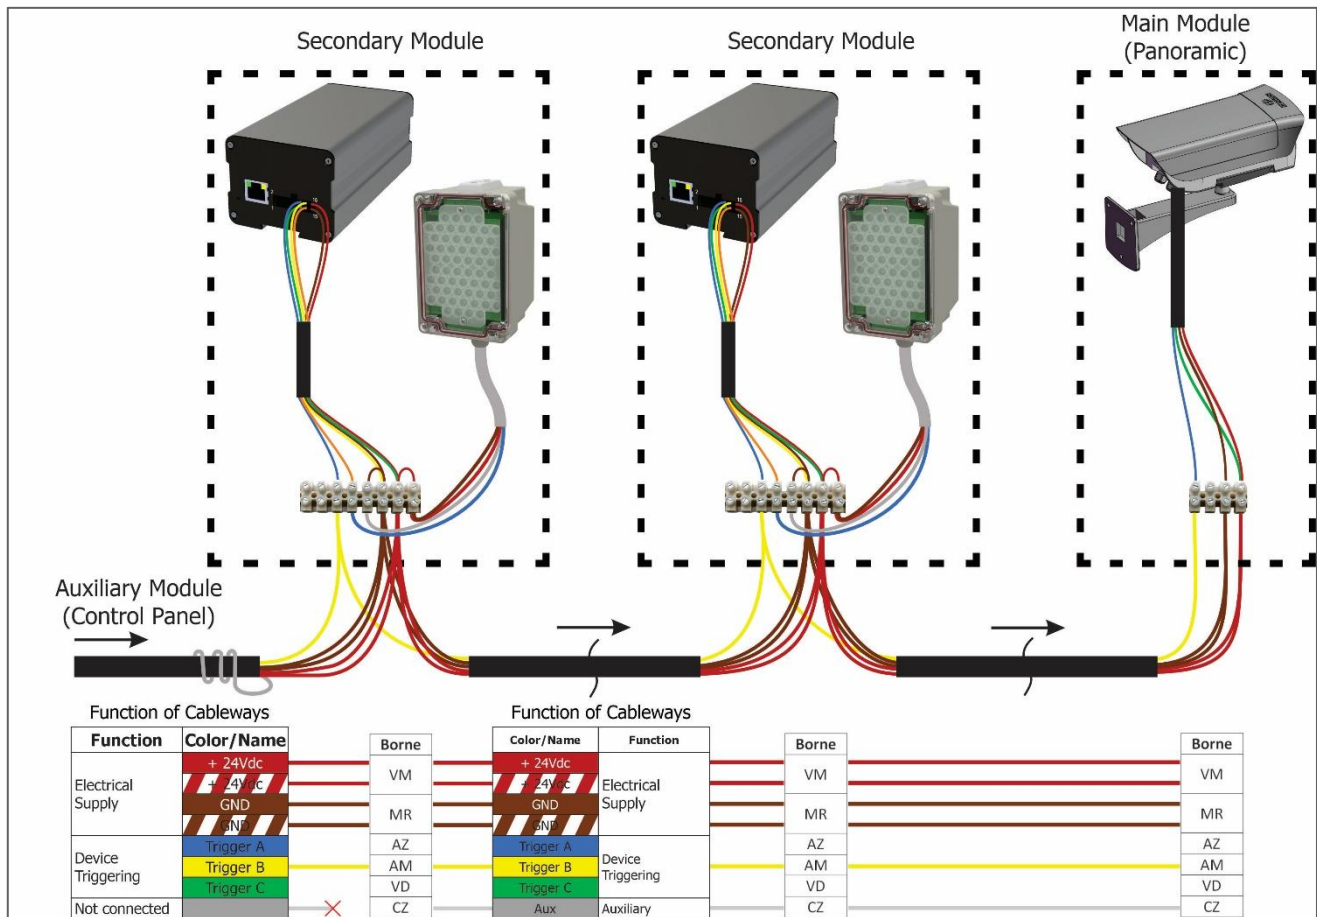 Secondary Module
Secondary Module
Main Module
(Panoramic)
Auxiliary Module
(Control Panel)
Function of Cableways
Function Color/Name
Electrical
Supply
+ 24Vdc
+ 24Vdc
GND
GND
Device
Triggering
Trigger A
Trigger B
Trigger C
Not connected
Borne
VM
MR
AZ
AM
VD
CZ
Function of Cableways
Color/Name Function
+ 24Vdc
+ 24Vdc
GND
GND
Electrical
Supply
Trigger A
Trigger B
Trigger C
Device
Triggering
Aux Auxiliary
Borne
VM
MR
AZ
AM
VD
CZ
Borne
VM
MR
AZ
AM
VD
CZ